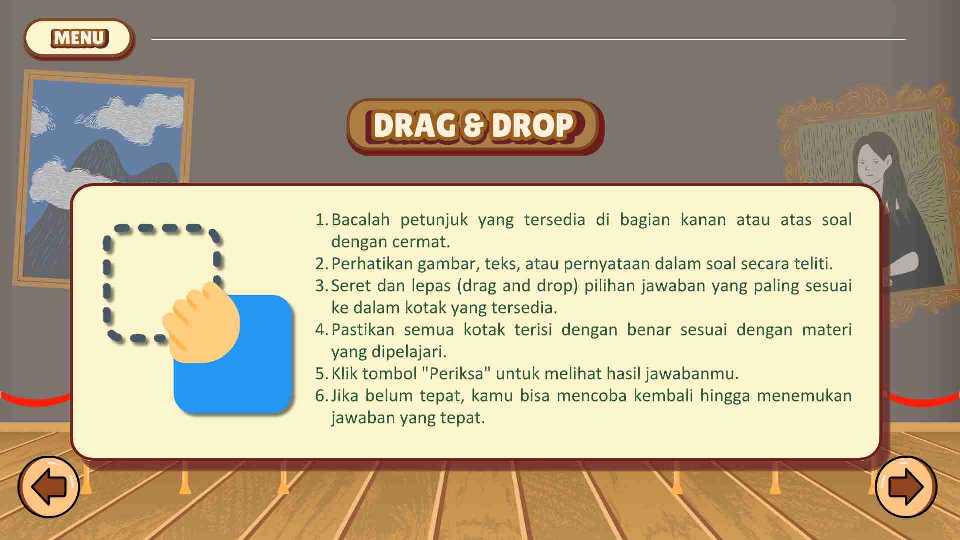 MENU
DRAG & DROP
1. Bacalah petunjuk yang tersedia di bagian kanan atau atas soal
dengan cermat.
2. Perhatikan gambar, teks, atau pernyataan dalam soal secara teliti.
3. Seret dan lepas (drag and drop) pilihan jawaban yang paling sesuai
ke dalam kotak yang tersedia.
4. Pastikan semua kotak terisi dengan benar sesuai dengan materi
yang dipelajari.
5. Klik tombol "Periksa" untuk melihat hasil jawabanmu.
6. Jika belum tepat, kamu bisa mencoba kembali hingga menemukan
jawaban yang tepat.